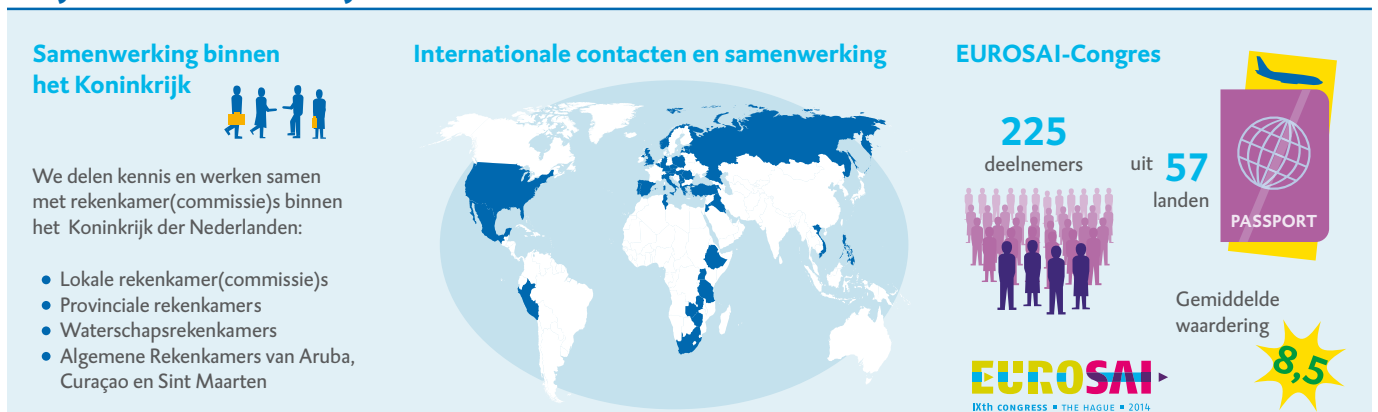 Samenwerking binnen
het Koninkrijk
We delen kennis en werken samen
met rekenkamer(commissie)s binnen
het Koninkrijk der Nederlanden:
• Lokale rekenkamer(commissie)s
• Provinciale rekenkamers
• Waterschapsrekenkamers
• Algemene Rekenkamers van Aruba,
Curaçao en Sint Maarten
Internationale contacten en samenwerking
EUROSAI-Congres
225
deelnemers
uit 57
landen
PASSPORT
Gemiddelde
waardering
8,5
EUROSAI
IXth CONGRESS ▪ THE HAGUE ▪ 2014